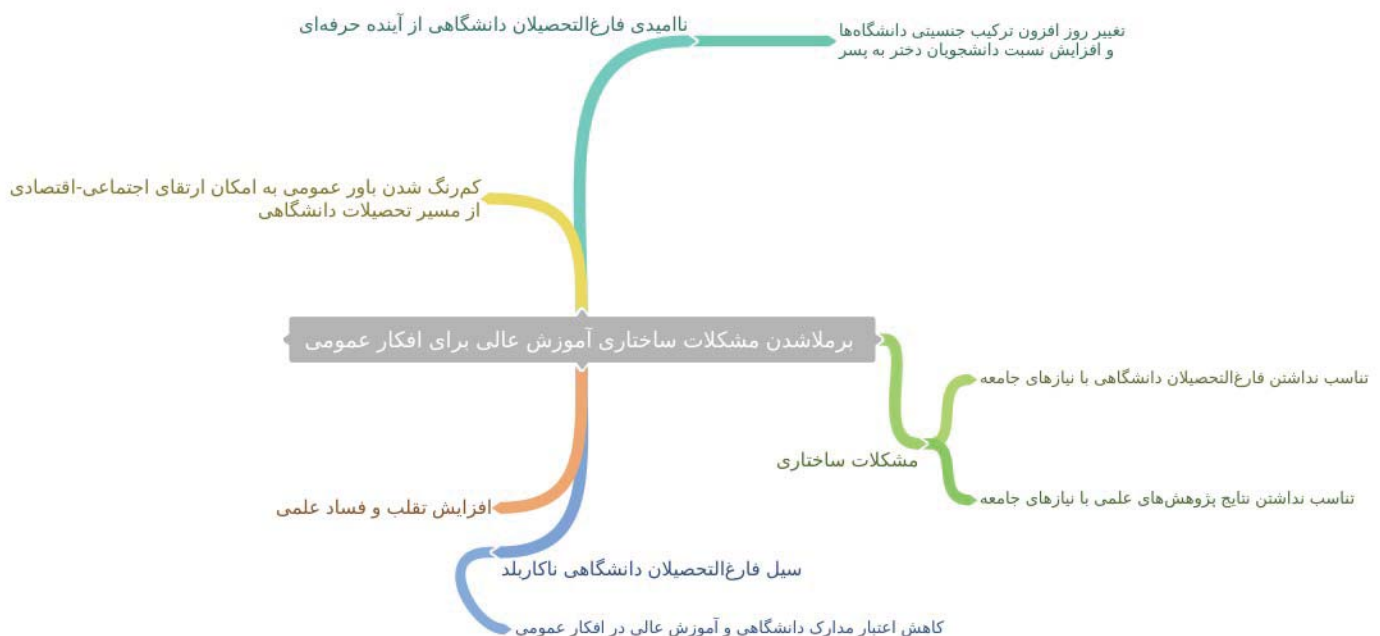 ناامیدی فارغ‌التحصیلان دانشگاهی از آینده حرفه‌ای
تغییر روز افزون ترکیب جنسیتی دانشگاه‌ها
و افزایش نسبت دانشجویان دختر به پسر
کم‌رنگ شدن باور عمومی به امکان ارتقای اجتماعی-اقتصادی
از مسیر تحصیلات دانشگاهی
برملاشدن مشکلات ساختاری آموزش عالی برای افکار عمومی
تناسب نداشتن فارغ‌التحصیلان دانشگاهی با نیازهای جامعه
مشکلات ساختاری
تناسب نداشتن نتایج پژوهش‌های علمی با نیازهای جامعه
افزایش تقلب و فساد علمی
سیل فارغ‌التحصیلان دانشگاهی ناکاربلد
کاهش اعتبار مدارک دانشگاهی و آموزش عالی در افکار عمومی